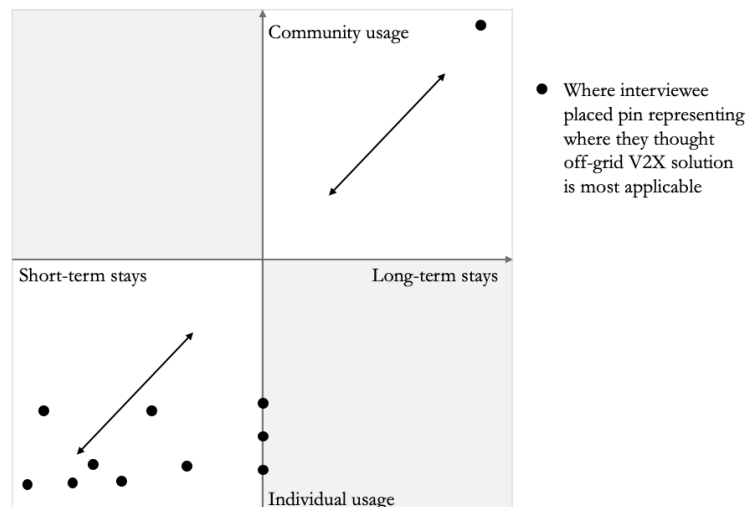 Community usage
Where interviewee
placed pin representing
where they thought
off-grid V2X solution
is most applicable
Short-term stays
Long-term stays
Individual usage